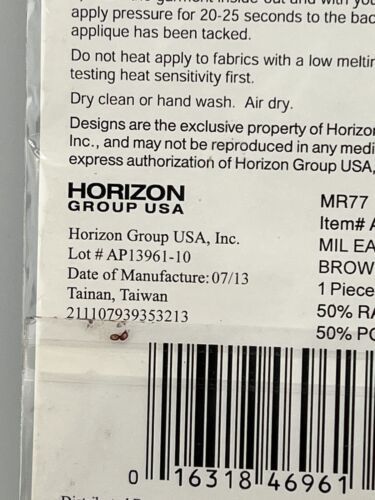 apply pressure for 20-25 seconds to the bac
applique has been tacked.
Do not heat apply to fabrics with a low meltin
testing heat sensitivity first.
Dry clean or hand wash. Air dry.
Designs are the exclusive property of Horizon
Inc., and may not be reproduced in any medi
express authorization of Horizon Group USA,
HORIZON
GROUP USA
Horizon Group USA, Inc.
Lot # AP13961-10
Date of Manufacture: 07/13
Tainan, Taiwan
211107939353213
MR77
Item# A
MIL EA
BROW
1 Piece
50% RA
50% PO
0 16318 46961